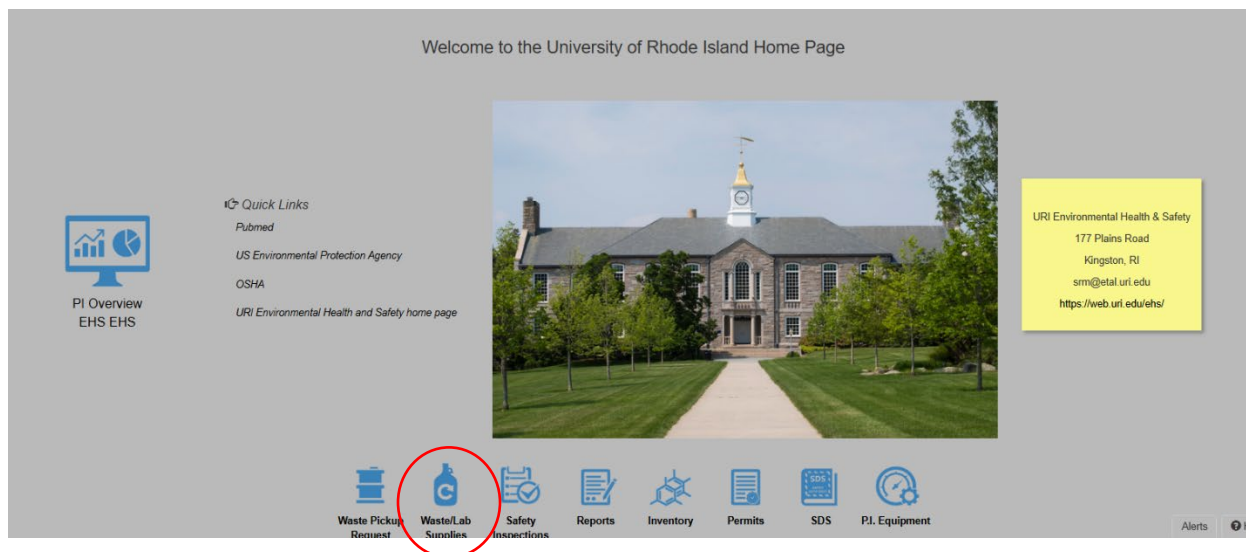 Welcome to the University of Rhode Island Home Page
PI Overview
EHS EHS
Quick Links
Pubmed
US Environmental Protection Agency
OSHA
URI Environmental Health and Safety home page
URI Environmental Health & Safety
177 Plains Road
Kingston, RI
srm@etal.uri.edu
https://web.uri.edu/ehs/
Waste Pickup
Request
Waste/Lab
Supplies
Safety
Inspections
Reports
Inventory
Permits
SDS
SDS
P.I. Equipment
Alerts